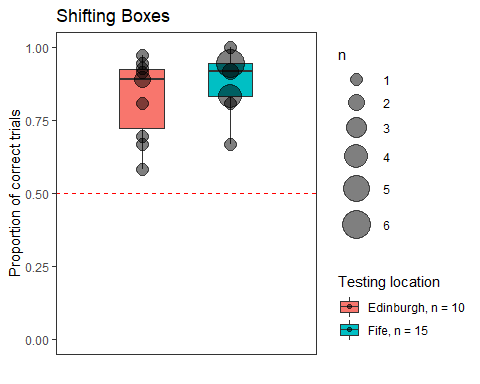 Shifting Boxes
Proportion of correct trials
1.00
0.75
0.50
0.25
0.00
n
1
2
3
4
5
6
Testing location
Edinburgh, n = 10
Fife, n = 15